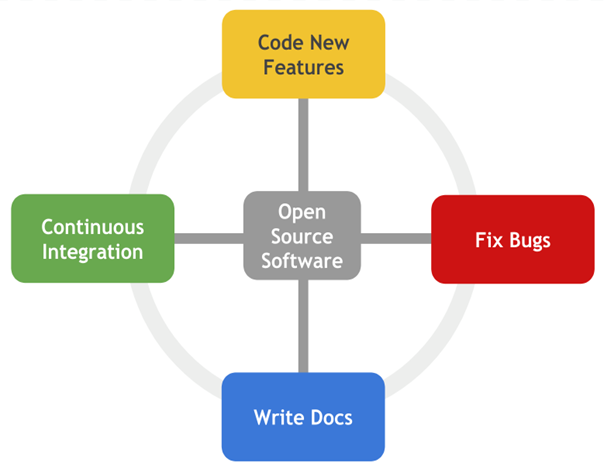 Code New
Features
Continuous
Integration
Open
Source
Software
Fix Bugs
Write Docs